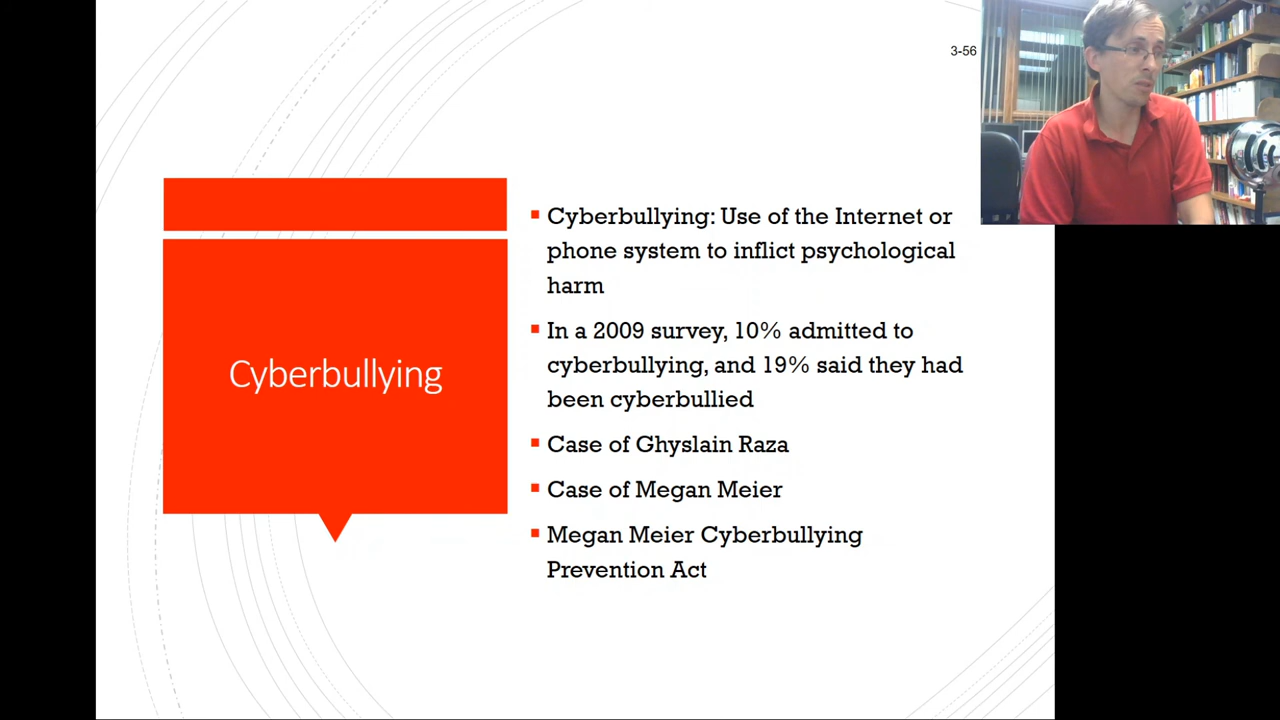 3-56
Cyberbullying
Cyberbullying: Use of the Internet or
phone system to inflict psychological
harm
In a 2009 survey, 10% admitted to
cyberbullying, and 19% said they had
been cyberbullied
Case of Ghyslain Raza
Case of Megan Meier
Megan Meier Cyberbullying
Prevention Act